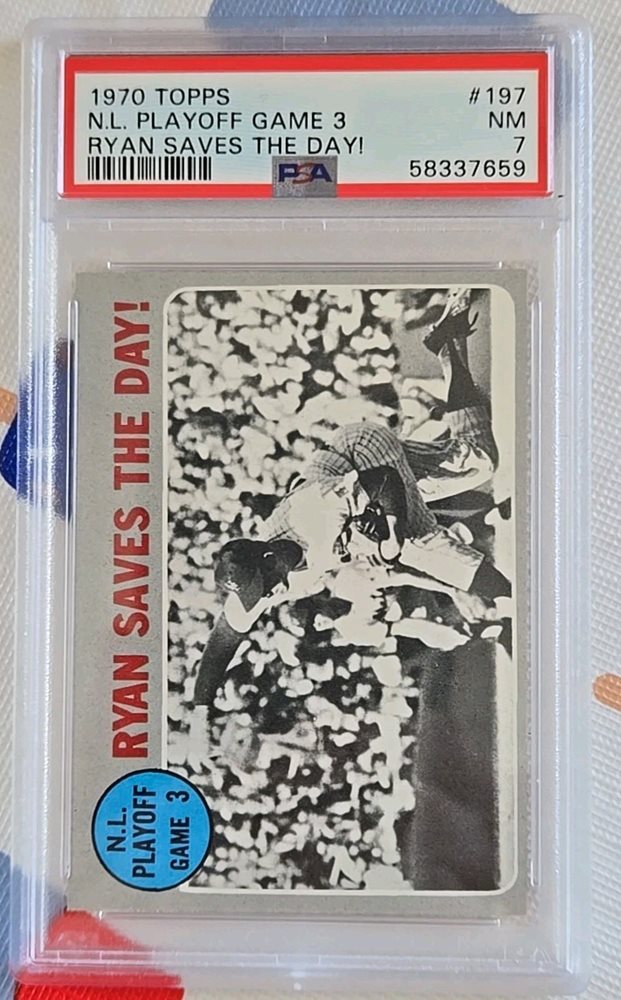 1970 TOPPS #197
N.L. PLAYOFF GAME 3 NM
RYAN SAVES THE DAY! 7
PSA 58337659
RYAN SAVES THE DAY!
N.L.
PLAYOFF
GAME 3